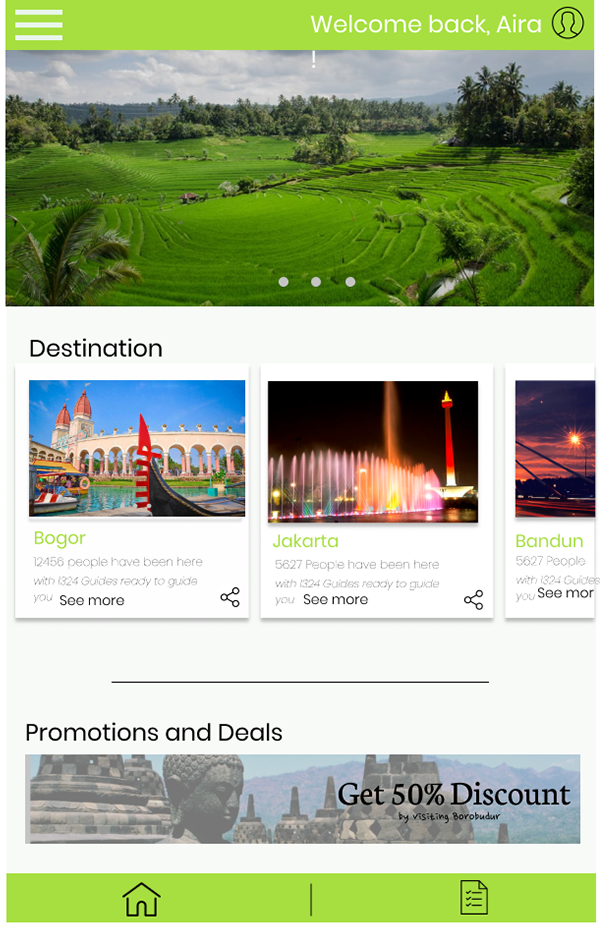 Welcome back, Aira
!
Destination
Bogor
12456 people have been here
with 1324 Guides ready to guide
you See more
Jakarta
5627 People have been here
with 1324 Guides ready to guide
you See more
Bandun
5627 People
with 1324 Guides
you See mor
Promotions and Deals
Get 50% Discount
by Visiting Borobudur